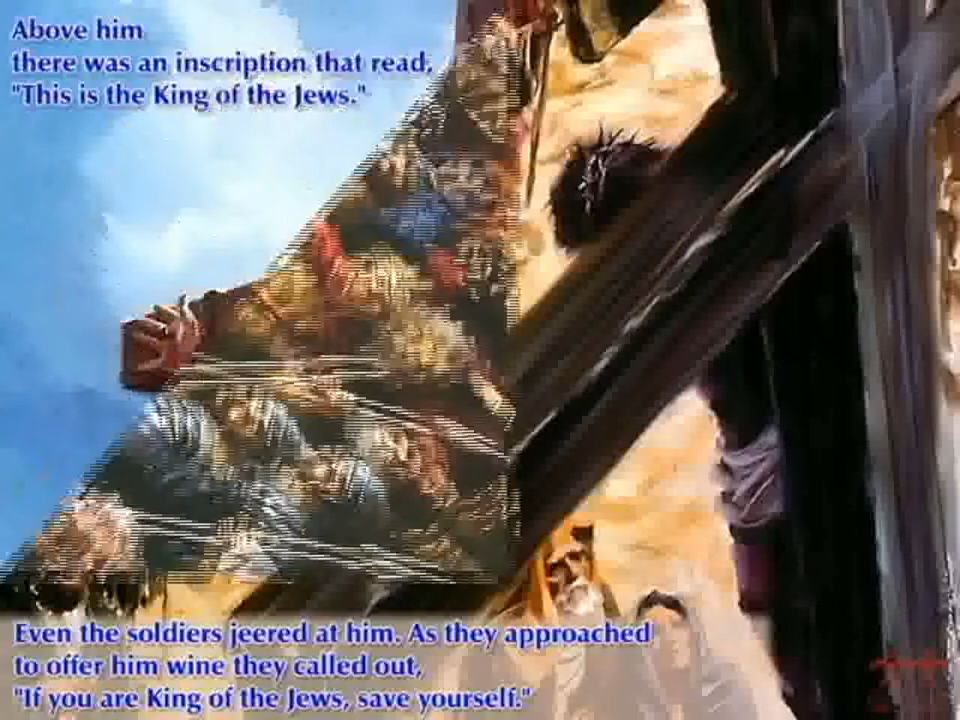 Above him
there was an inscription that read,
"This is the King of the Jews."
Even the soldiers jeered at him. As they approached
to offer him wine they called out,
"If you are King of the Jews, save yourself."